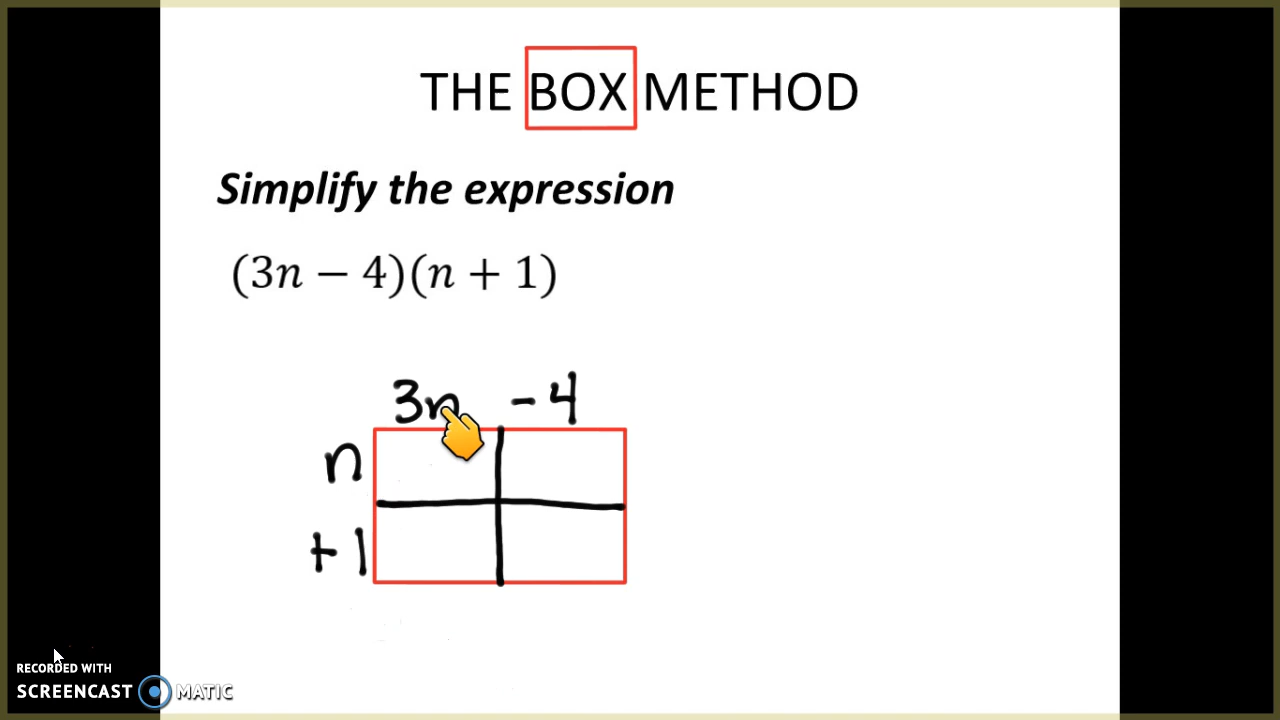 THE BOX METHOD
Simplify the expression
(3n − 4)(n + 1)
3n - 4
n
+ 1
RECORDED WITH
SCREENCAST MATIC